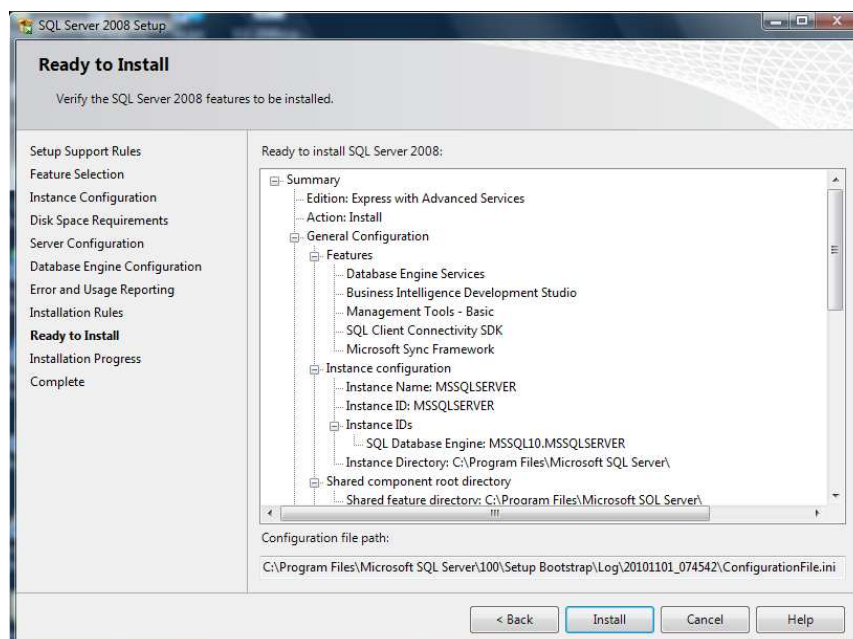 SQL Server 2008 Setup
Ready to Install
Verify the SQL Server 2008 features to be installed.
Setup Support Rules
Feature Selection
Instance Configuration
Disk Space Requirements
Server Configuration
Database Engine Configuration
Error and Usage Reporting
Installation Rules
Ready to Install
Installation Progress
Complete
Ready to install SQL Server 2008:
Summary
Edition: Express with Advanced Services
Action: Install
General Configuration
Features
Database Engine Services
Business Intelligence Development Studio
Management Tools - Basic
SQL Client Connectivity SDK
Microsoft Sync Framework
Instance configuration
Instance Name: MSSQLSERVER
Instance ID: MSSQLSERVER
Instance IDs
SQL Database Engine: MSSQL10.MSSQLSERVER
Instance Directory: C:\Program Files\Microsoft SQL Server\
Shared component root directory
Shared feature directory: C:\Program Files\Microsoft SQL Server\
Configuration file path:
C:\Program Files\Microsoft SQL Server\100\Setup Bootstrap\Log\20101101_074542\ConfigurationFile.ini
< Back
Install
Cancel
Help